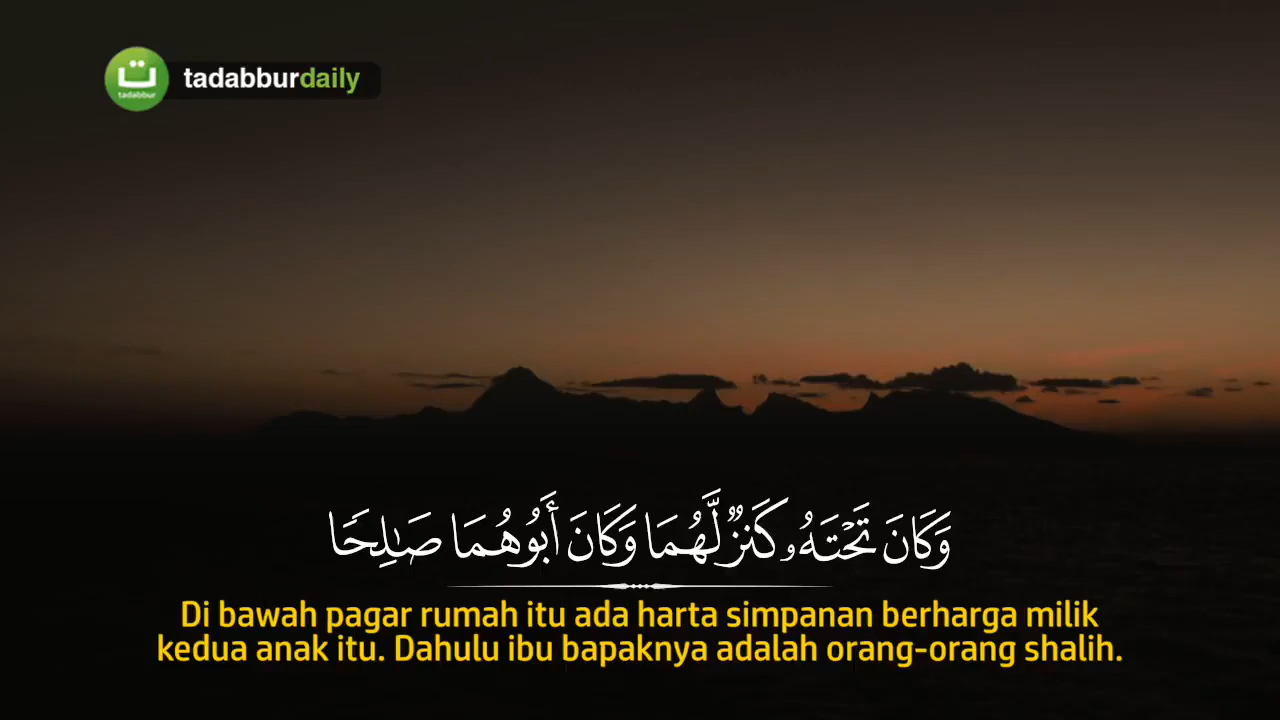 ت
tadabbur
tadabburdaily
وَكَانَ تَحْتَهُۥ كَنزٌ لَّهُمَا وَكَانَ أَبُوهُمَا صَٰلِحًا
Di bawah pagar rumah itu ada harta simpanan berharga milik
kedua anak itu. Dahulu ibu bapaknya adalah orang-orang shalih.